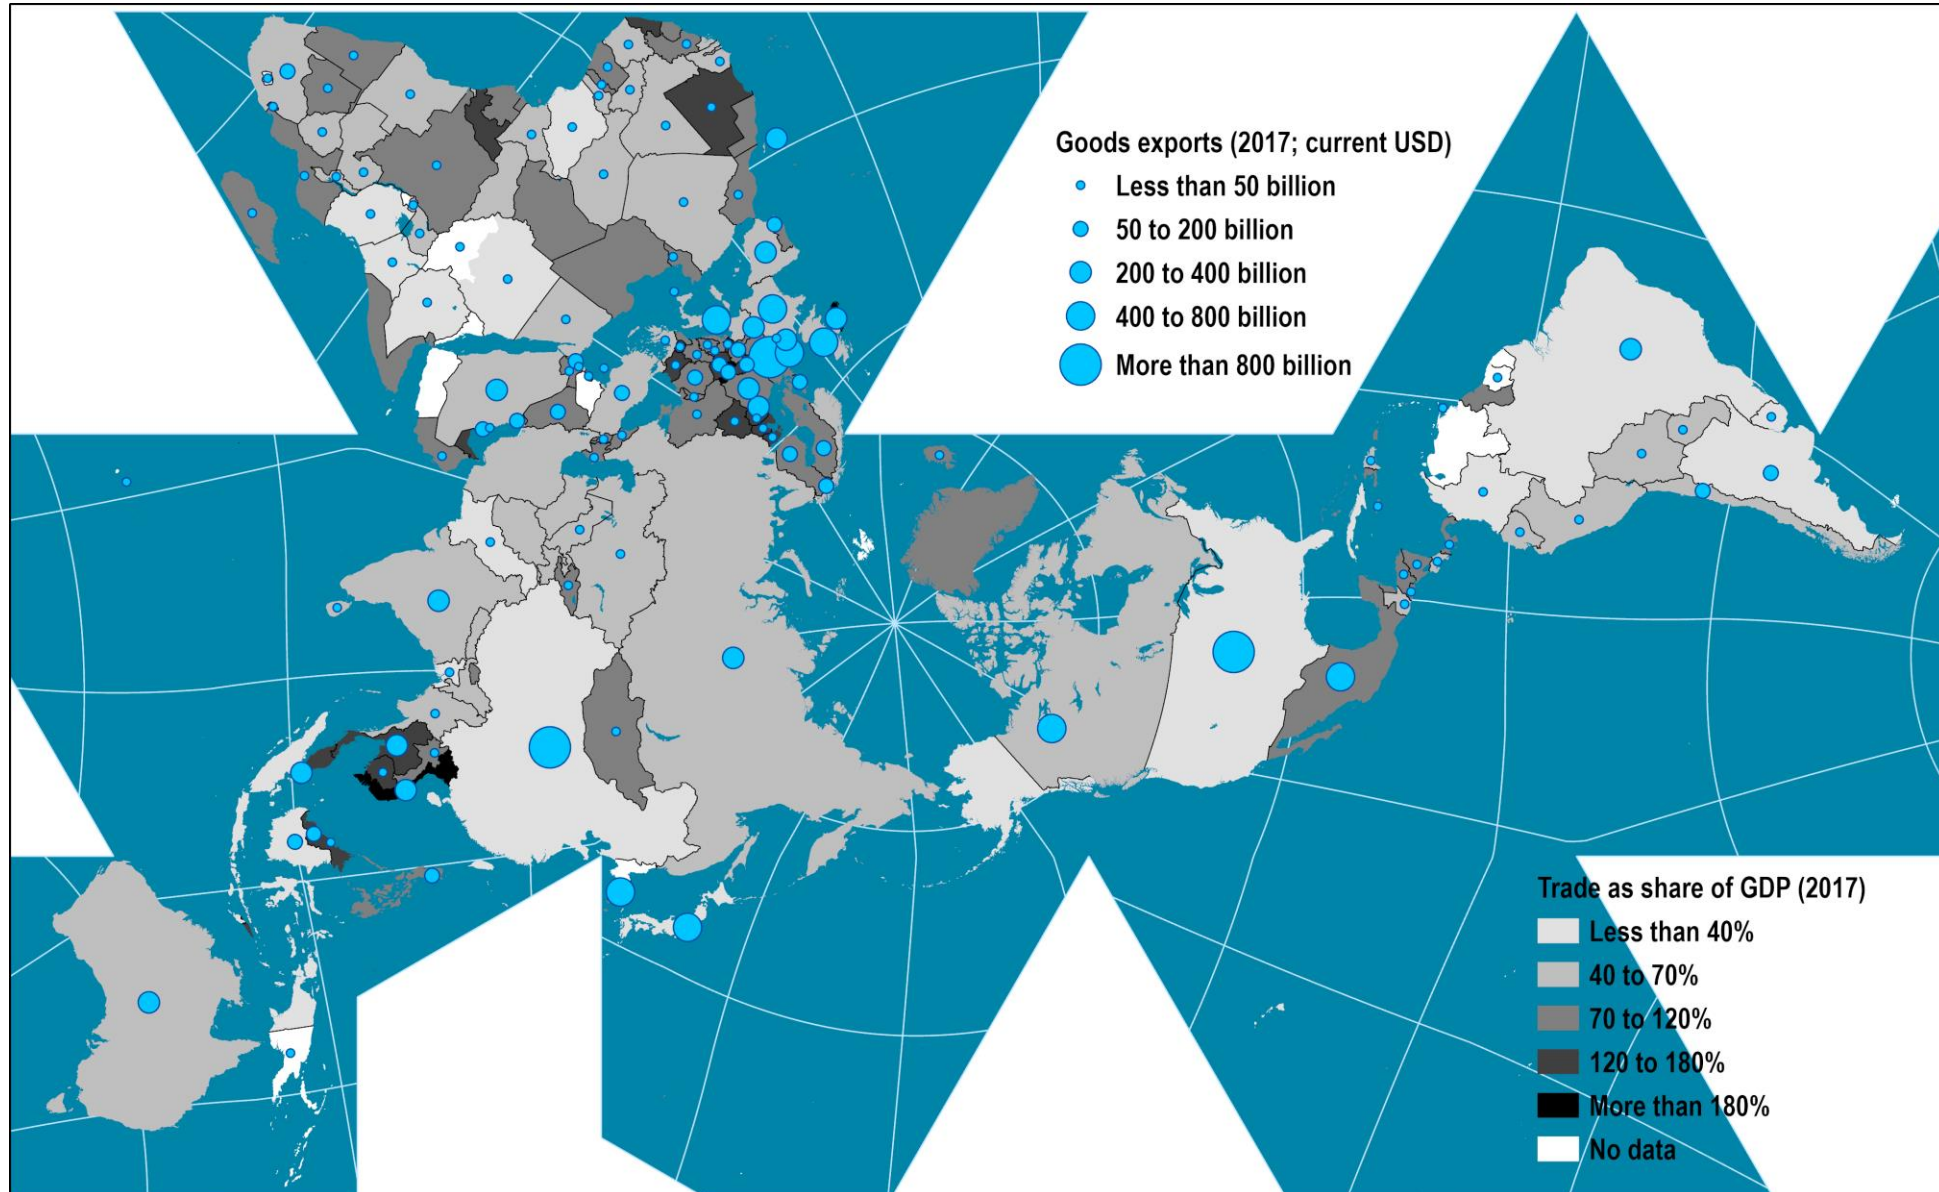 Goods exports (2017; current USD)
Less than 50 billion
50 to 200 billion
200 to 400 billion
400 to 800 billion
More than 800 billion
Trade as share of GDP (2017)
Less than 40%
40 to 70%
70 to 120%
120 to 180%
More than 180%
No data